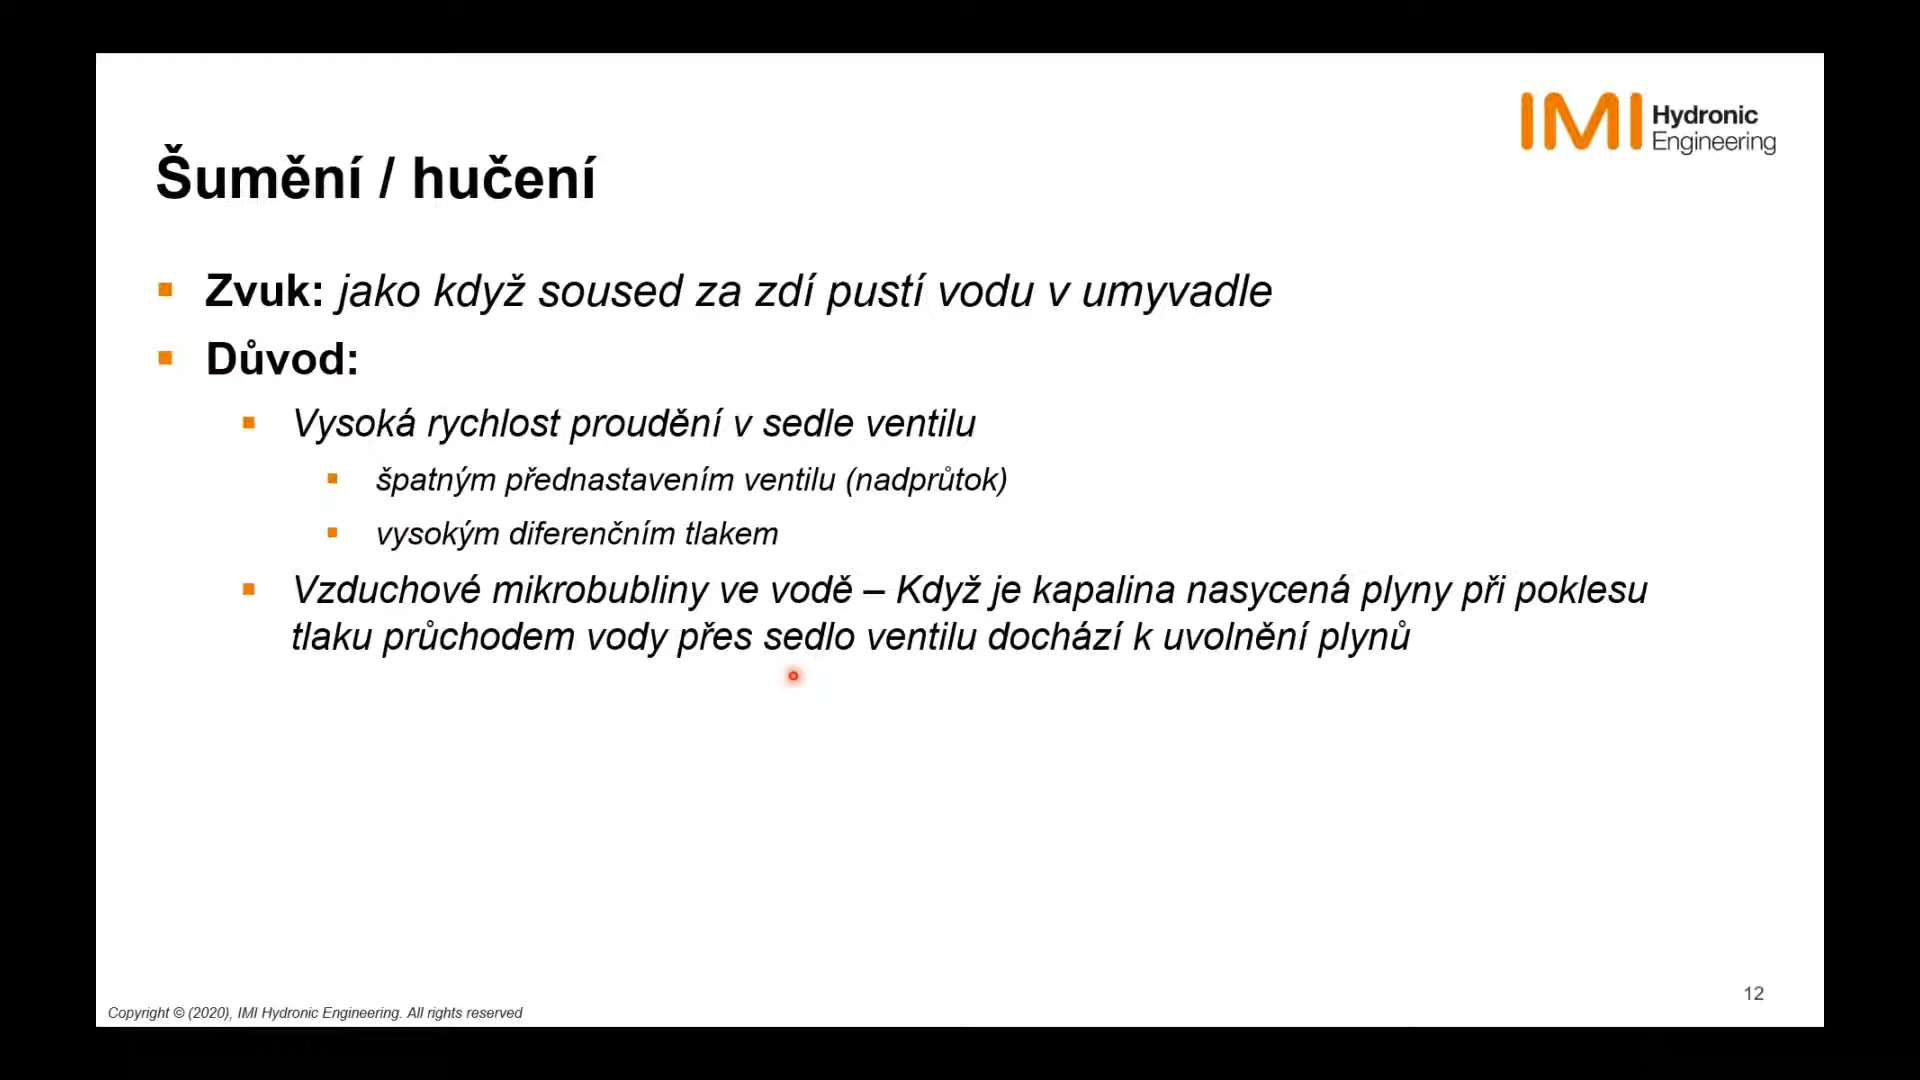 IMI Hydronic
Engineering
Šumění / hučení
Zvuk: jako když soused za zdí pustí vodu v umyvadle
Důvod:
Vysoká rychlost proudění v sedle ventilu
špatným přednastavením ventilu (nadprůtok)
vysokým diferenčním tlakem
Vzduchové mikrobubliny ve vodě – Když je kapalina nasycená plyny při poklesu
tlaku průchodem vody přes sedlo ventilu dochází k uvolnění plynů
12
Copyright © (2020), IMI Hydronic Engineering. All rights reserved